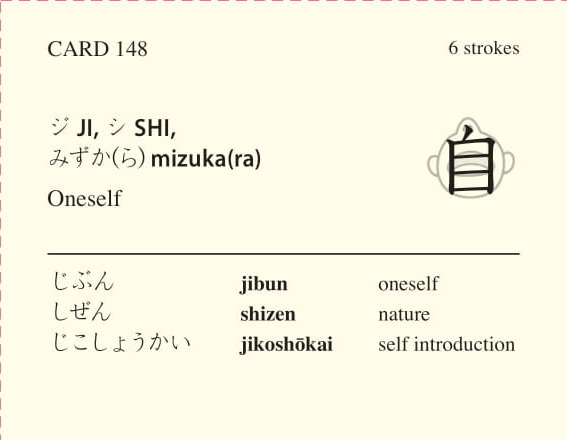 CARD 148 6 strokes
ジ JI, シ SHI,
みずか(ら) mizuka(ra)
自
Oneself
じぶん jibun oneself
しぜん shizen nature
じこしょうかい jikoshōkai self introduction